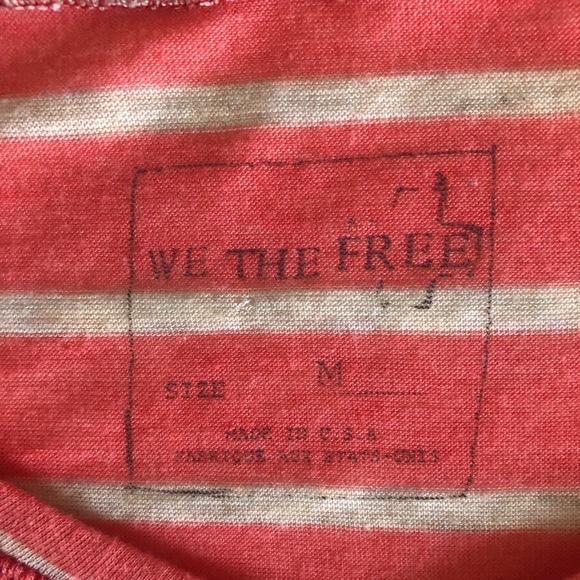 WE THE FREE
SIZE M
MADE IN U.S.A
FABRIQUE AUX ETATS-UNIS